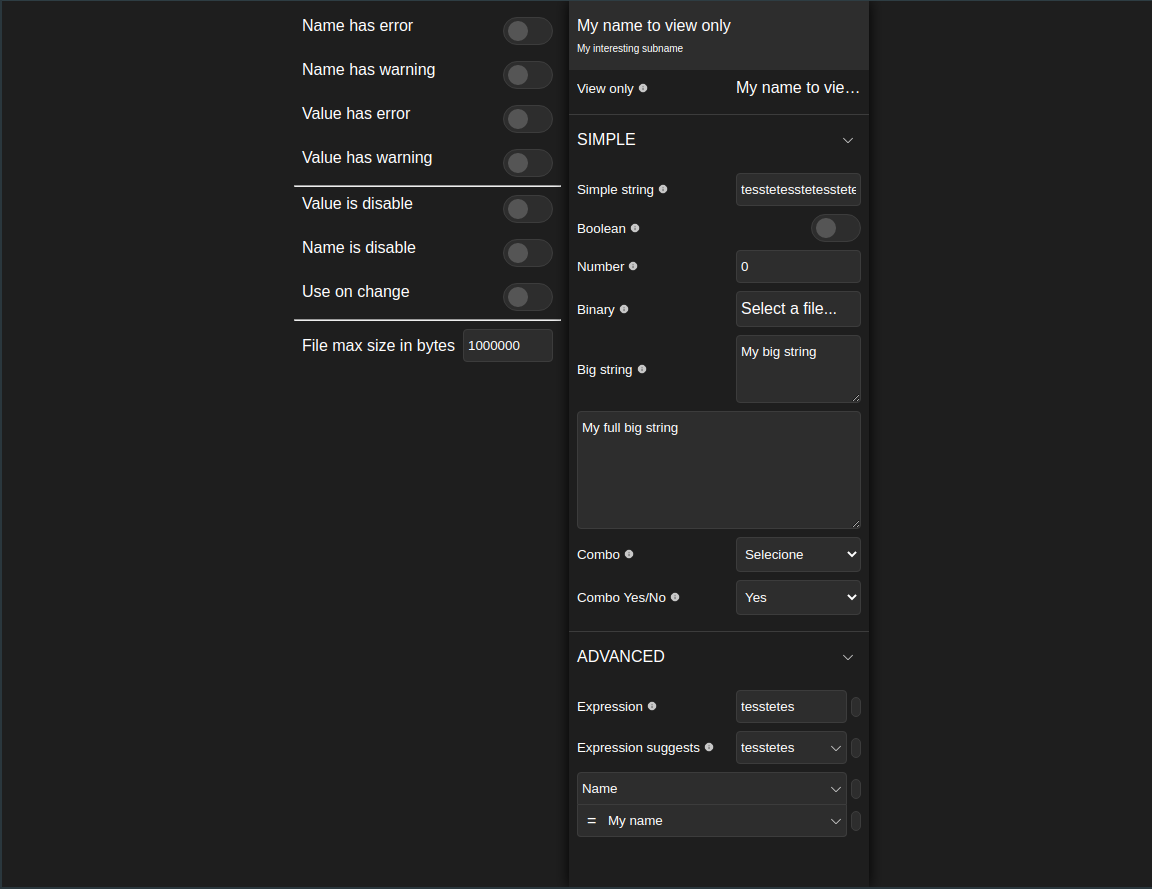 Name has error
Name has warning
Value has error
Value has warning
Value is disable
Name is disable
Use on change
File max size in bytes 1000000
My name to view only
My interesting subname
View only My name to vie...
SIMPLE
Simple string tesstetesstetesstete
Boolean
Number 0
Binary Select a file...
Big string My big string
My full big string
Combo Selecione
Combo Yes/No Yes
ADVANCED
Expression tesstetes
Expression suggests tesstetes
Name
= My name